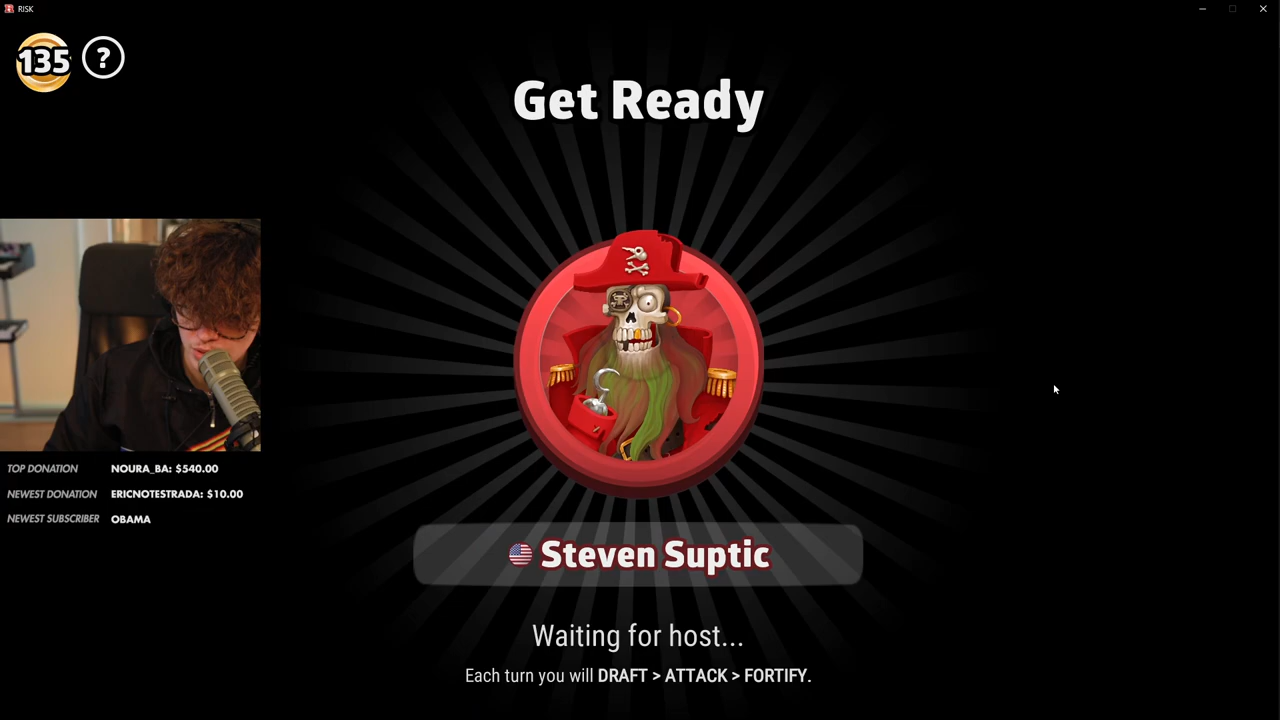 RISK
135 ?
Get Ready
TOP DONATION NOURA_BA: $540.00
NEWEST DONATION ERICNOTESTRADA: $10.00
NEWEST SUBSCRIBER OBAMA
Steven Suptic
Waiting for host...
Each turn you will DRAFT > ATTACK > FORTIFY.